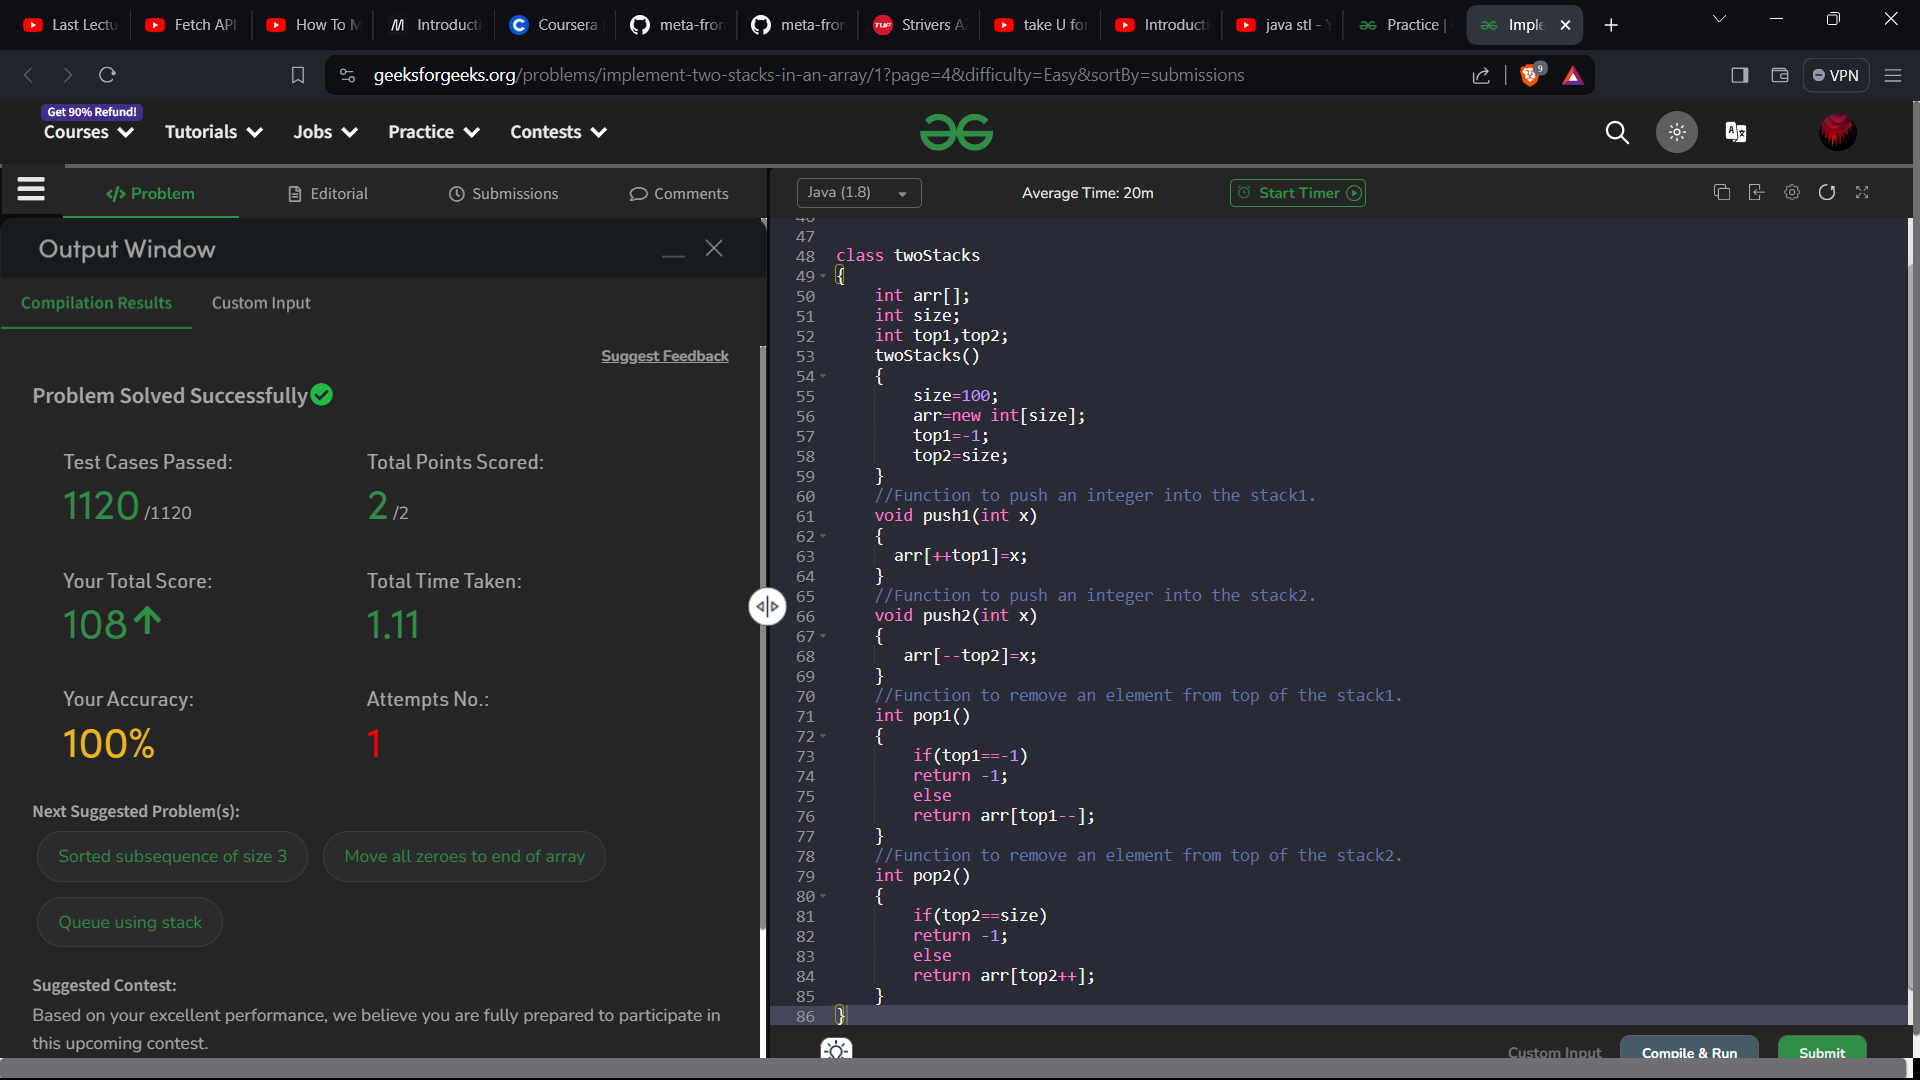 Last Lectu
Fetch API
How To M
Introducti
Coursera
meta-fron
meta-fron
Strivers A
take U for
Introducti
java stl - Y
Practice |
Imple
geeksforgeeks.org/problems/implement-two-stacks-in-an-array/1?page=4&difficulty=Easy&sortBy=submissions
9
VPN
Get 90% Refund!
Courses
Tutorials
Jobs
Practice
Contests
</> Problem
Editorial
Submissions
Comments
Java (1.8)
Average Time: 20m
Start Timer
Output Window
Compilation Results
Custom Input
Suggest Feedback
Problem Solved Successfully
Test Cases Passed:
1120 /1120
Total Points Scored:
2 /2
Your Total Score:
108
Total Time Taken:
1.11
Your Accuracy:
100%
Attempts No.:
1
Next Suggested Problem(s):
Sorted subsequence of size 3
Move all zeroes to end of array
Queue using stack
Suggested Contest:
Based on your excellent performance, we believe you are fully prepared to participate in
this upcoming contest.
46
47
48 class twoStacks
49 {
50 int arr[];
51 int size;
52 int top1,top2;
53 twoStacks()
54 {
55 size=100;
56 arr=new int[size];
57 top1=-1;
58 top2=size;
59 }
60 //Function to push an integer into the stack1.
61 void push1(int x)
62 {
63 arr[++top1]=x;
64 }
65 //Function to push an integer into the stack2.
66 void push2(int x)
67 {
68 arr[--top2]=x;
69 }
70 //Function to remove an element from top of the stack1.
71 int pop1()
72 {
73 if(top1==-1)
74 return -1;
75 else
76 return arr[top1--];
77 }
78 //Function to remove an element from top of the stack2.
79 int pop2()
80 {
81 if(top2==size)
82 return -1;
83 else
84 return arr[top2++];
85 }
86 }
Custom Input
Compile & Run
Submit